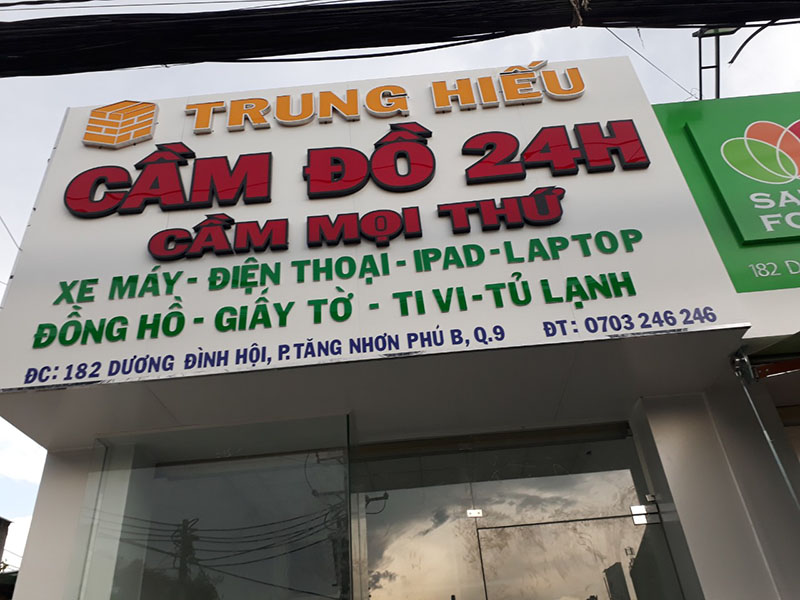 TRUNG HIẾU
CẦM ĐỒ 24H
CẦM MỌI THỨ
XE MÁY - ĐIỆN THOẠI - IPAD - LAPTOP
ĐỒNG HỒ - GIẤY TỜ - TI VI - TỦ LẠNH
ĐC: 182 DƯƠNG ĐÌNH HỘI, P.TĂNG NHƠN PHÚ B, Q.9 ĐT: 0703 246 246
182